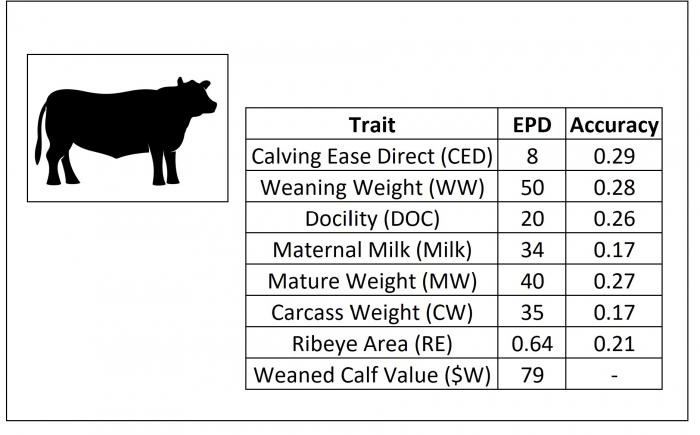 Trait EPD Accuracy
Calving Ease Direct (CED) 8 0.29
Weaning Weight (WW) 50 0.28
Docility (DOC) 20 0.26
Maternal Milk (Milk) 34 0.17
Mature Weight (MW) 40 0.27
Carcass Weight (CW) 35 0.17
Ribeye Area (RE) 0.64 0.21
Weaned Calf Value ($W) 79 -